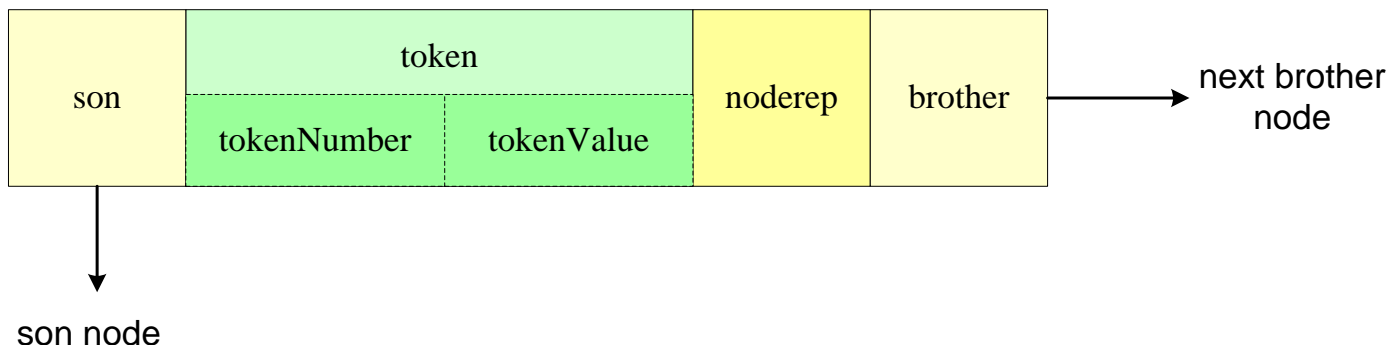 son
token
tokenNumber
tokenValue
noderep
brother
next brother
node
son node